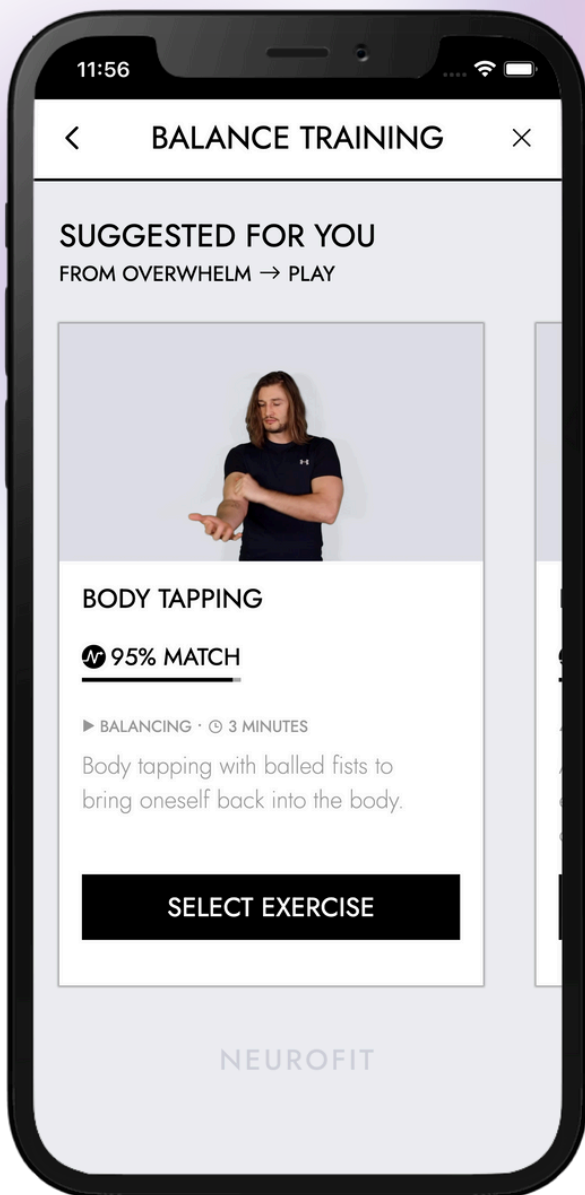 11:56
BALANCE TRAINING
SUGGESTED FOR YOU
FROM OVERWHELM → PLAY
BODY TAPPING
95% MATCH
BALANCING · 3 MINUTES
Body tapping with balled fists to
bring oneself back into the body.
SELECT EXERCISE
NEUROFIT